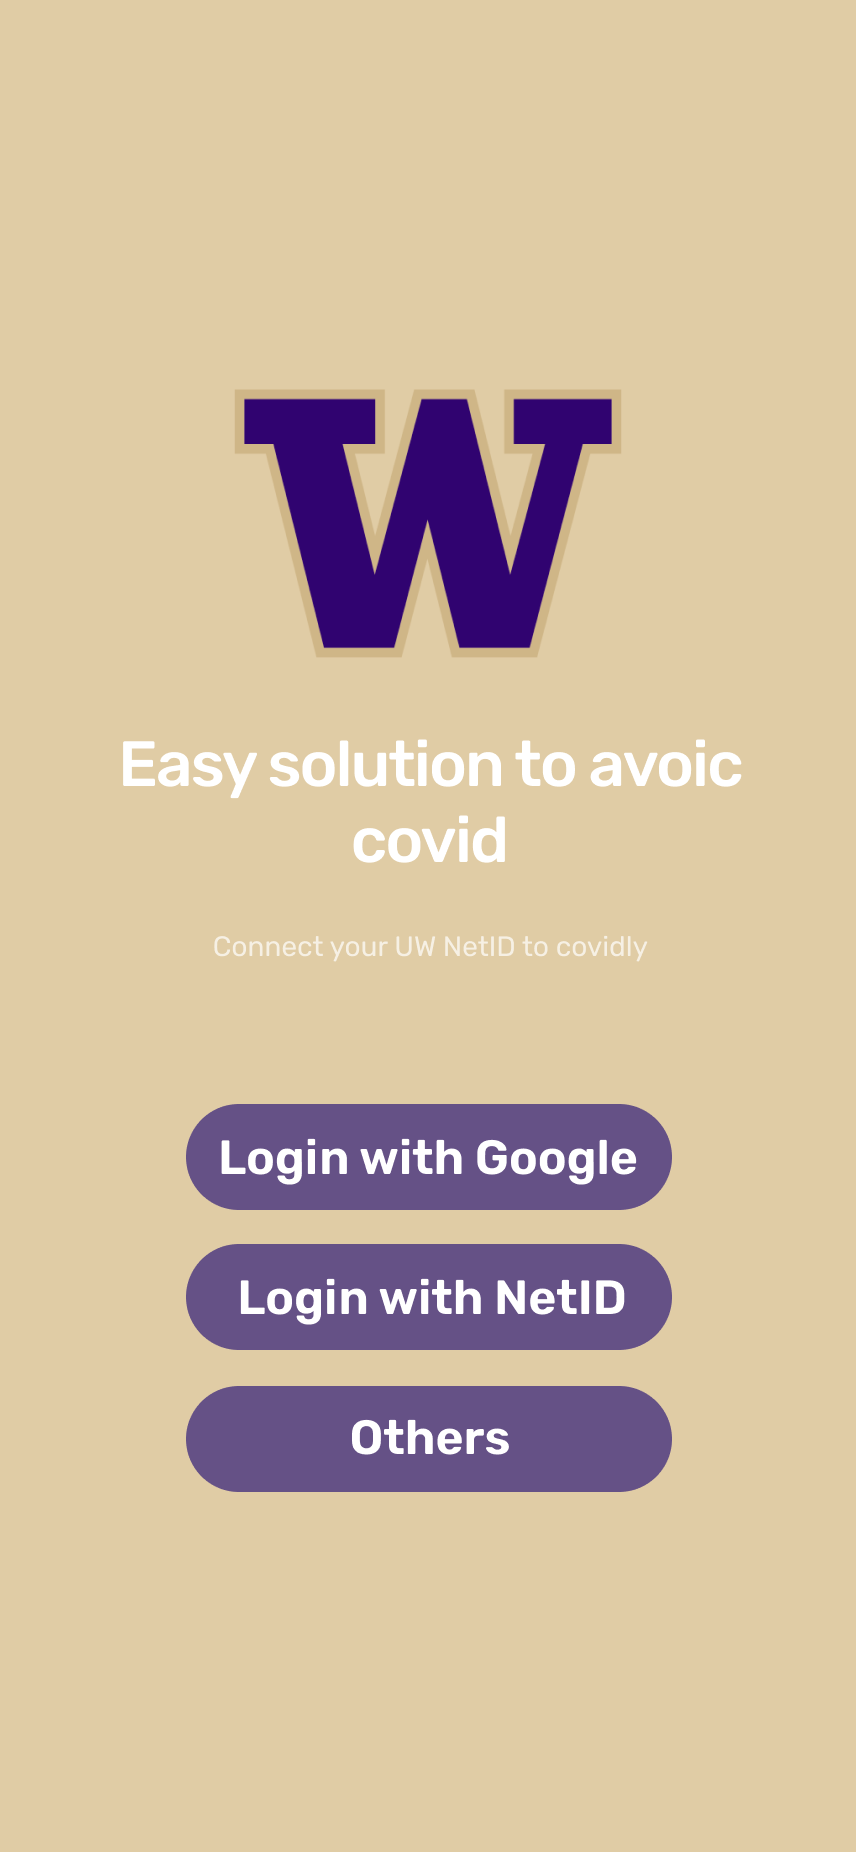 W
Easy solution to avoic
covid
Connect your UW NetID to covidly
Login with Google
Login with NetID
Others